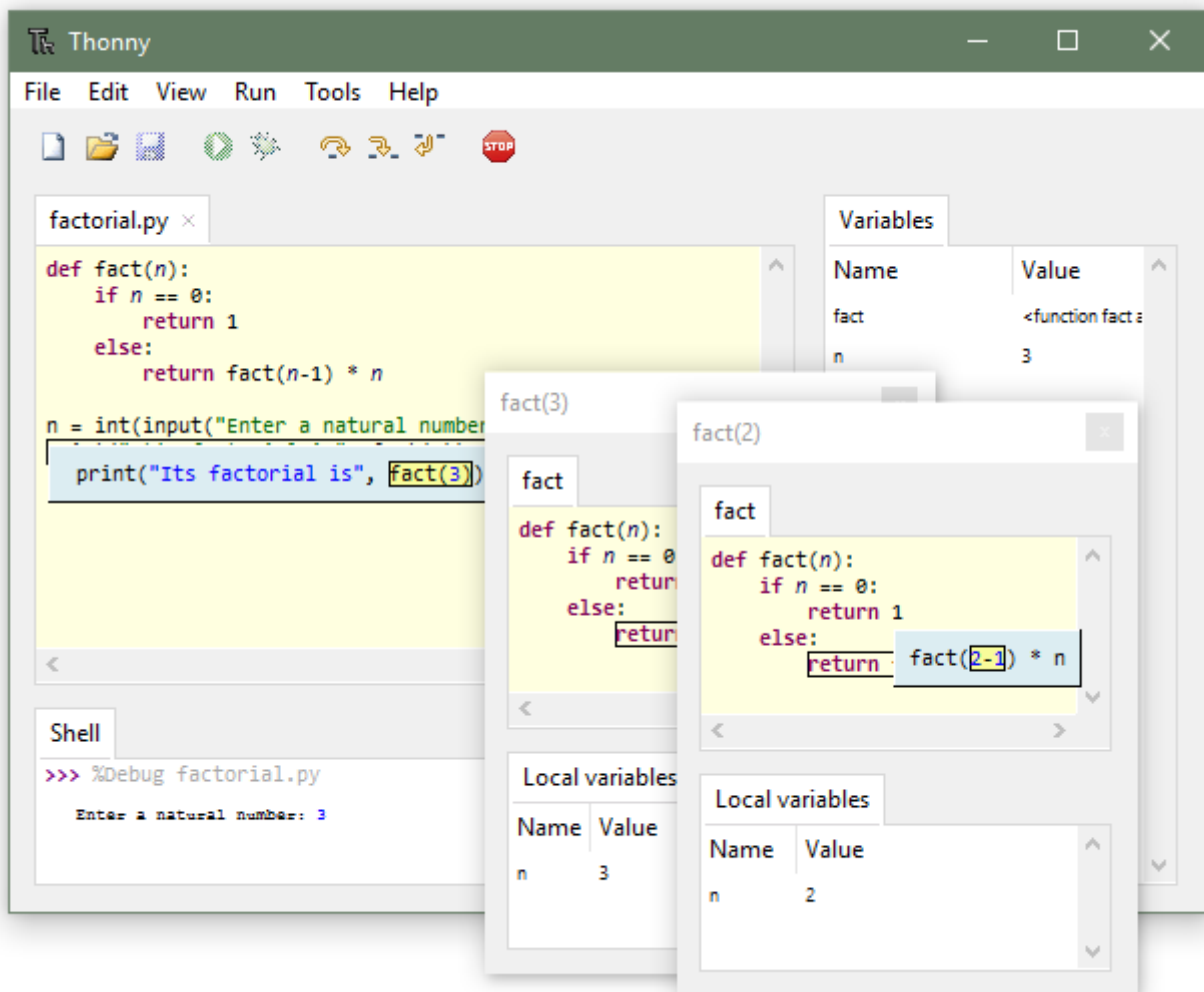 Thonny
File Edit View Run Tools Help
STOP
factorial.py
def fact(n):
    if n == 0:
        return 1
    else:
        return fact(n-1) * n
n = int(input("Enter a natural number
print("Its factorial is", fact(3))
Shell
>>> %Debug factorial.py
Enter a natural number: 3
Variables
Name Value
fact <function fact a
n 3
fact(3)
fact
def fact(n):
    if n == 0
        return
    else:
        return
Local variables
Name Value
n 3
fact(2)
fact
def fact(n):
    if n == 0:
        return 1
    else:
        return fact(2-1) * n
Local variables
Name Value
n 2